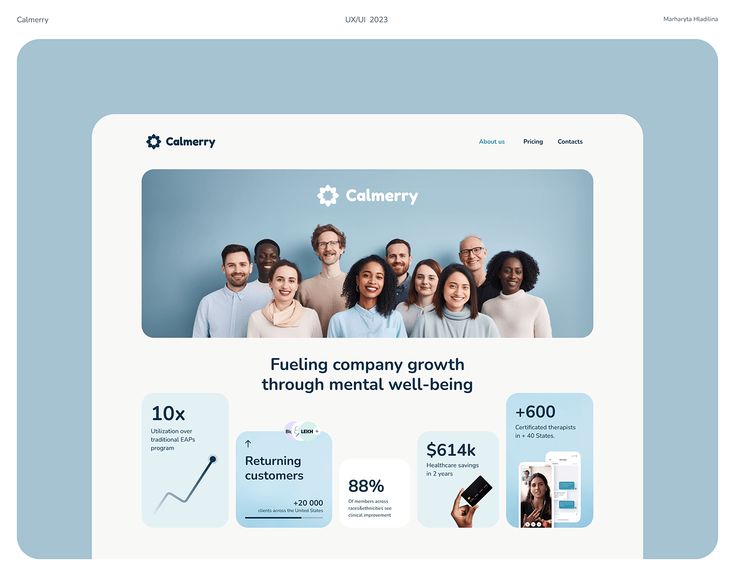 Calmerry
UX/UI 2023
Marharyta Hladilina
Calmerry
About us
Pricing
Contacts
Calmerry
Fueling company growth
through mental well-being
10x
Utilization over
traditional EAPs
program
LEKH +
Returning
customers
+20 000
clients across the United States
88%
Of members across
races&ethnicities see
clinical improvement
$614k
Healthcare savings
in 2 years
+600
Certificated therapists
in + 40 States.